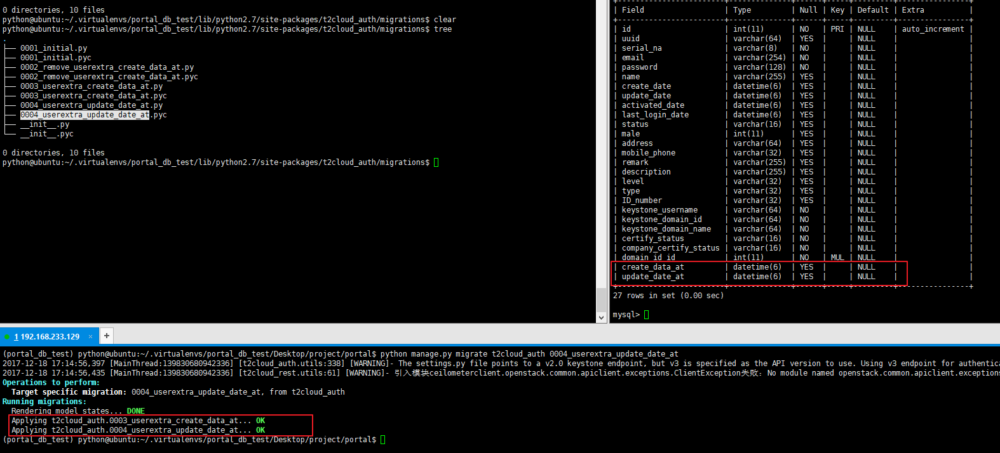 0 directories, 10 files
python@ubuntu:~/.virtualenvs/portal_db_test/lib/python2.7/site-packages/t2cloud_auth/migrations$ clear
python@ubuntu:~/.virtualenvs/portal_db_test/lib/python2.7/site-packages/t2cloud_auth/migrations$ tree
.
├── 0001_initial.py
├── 0001_initial.pyc
├── 0002_remove_userextra_create_data_at.py
├── 0002_remove_userextra_create_data_at.pyc
├── 0003_userextra_create_data_at.py
├── 0003_userextra_create_data_at.pyc
├── 0004_userextra_update_date_at.py
├── 0004_userextra_update_date_at.pyc
├── __init__.py
└── __init__.pyc
0 directories, 10 files
python@ubuntu:~/.virtualenvs/portal_db_test/lib/python2.7/site-packages/t2cloud_auth/migrations$
| Field | Type | Null | Key | Default | Extra |
| id | int(11) | NO | PRI | NULL | auto_increment |
| uuid | varchar(64) | YES | | NULL | |
| serial_na | varchar(8) | NO | | NULL | |
| email | varchar(254) | NO | | NULL | |
| password | varchar(128) | NO | | NULL | |
| name | varchar(255) | YES | | NULL | |
| create_date | datetime(6) | YES | | NULL | |
| update_date | datetime(6) | YES | | NULL | |
| activated_date | datetime(6) | YES | | NULL | |
| last_login_date | datetime(6) | YES | | NULL | |
| status | varchar(16) | YES | | NULL | |
| male | int(11) | YES | | NULL | |
| address | varchar(64) | YES | | NULL | |
| mobile_phone | varchar(32) | YES | | NULL | |
| remark | varchar(255) | YES | | NULL | |
| description | varchar(255) | YES | | NULL | |
| level | varchar(32) | YES | | NULL | |
| type | varchar(32) | YES | | NULL | |
| ID_number | varchar(32) | YES | | NULL | |
| keystone_username | varchar(64) | NO | | NULL | |
| keystone_domain_id | varchar(64) | NO | | NULL | |
| keystone_domain_name | varchar(64) | NO | | NULL | |
| certify_status | varchar(16) | NO | | NULL | |
| company_certify_status | varchar(16) | NO | | NULL | |
| domain_id_id | int(11) | NO | MUL | NULL | |
| create_data_at | datetime(6) | YES | | NULL | |
| update_date_at | datetime(6) | YES | | NULL | |
27 rows in set (0.00 sec)
mysql>
1 192.168.233.129 × +
(portal_db_test) python@ubuntu:~/.virtualenvs/portal_db_test/Desktop/project/portal$ python manage.py migrate t2cloud_auth 0004_userextra_update_date_at
2017-12-18 17:14:56,397 [MainThread:139830680942336] [t2cloud_auth.utils:338] [WARNING]- The settings.py file points to a v2.0 keystone endpoint, but v3 is specified as the API version to use. Using v3 endpoint for authentic
2017-12-18 17:14:56,435 [MainThread:139830680942336] [t2cloud_rest.utils:61] [WARNING]- 引入模块ceilometerclient.openstack.common.apiclient.exceptions.ClientException失败: No module named openstack.common.apiclient.exceptions
Operations to perform:
Target specific migration: 0004_userextra_update_date_at, from t2cloud_auth
Running migrations:
Rendering model states... DONE
Applying t2cloud_auth.0003_userextra_create_data_at... OK
Applying t2cloud_auth.0004_userextra_update_date_at... OK
(portal_db_test) python@ubuntu:~/.virtualenvs/portal_db_test/Desktop/project/portal$